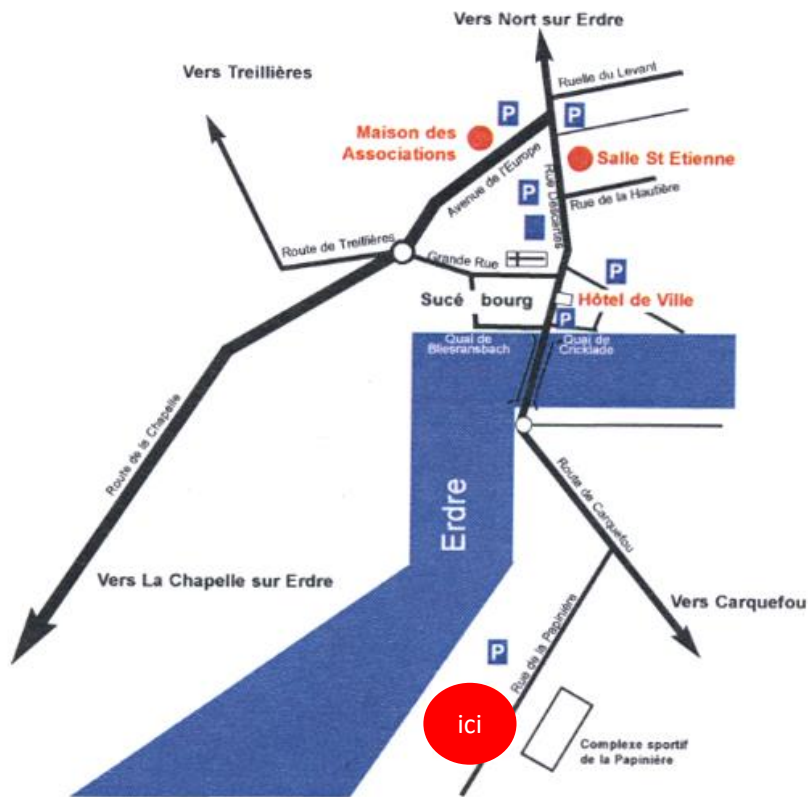 Vers Nort sur Erdre
Vers Treillières
Ruelle du Levant
P
P
Maison des
Associations
Salle St Etienne
Avenue de l'Europe
Rue Descartes
P
Rue de la Hautière
Route de Treillières
Grande Rue
P
Sucé bourg
Hôtel de Ville
P
Quai de
Bliesransbach
Quai de
Cricklade
Route de la Chapelle
Erdre
Route de Carquefou
Vers La Chapelle sur Erdre
Vers Carquefou
Rue de la Papinière
P
ici
Complexe sportif
de la Papinière